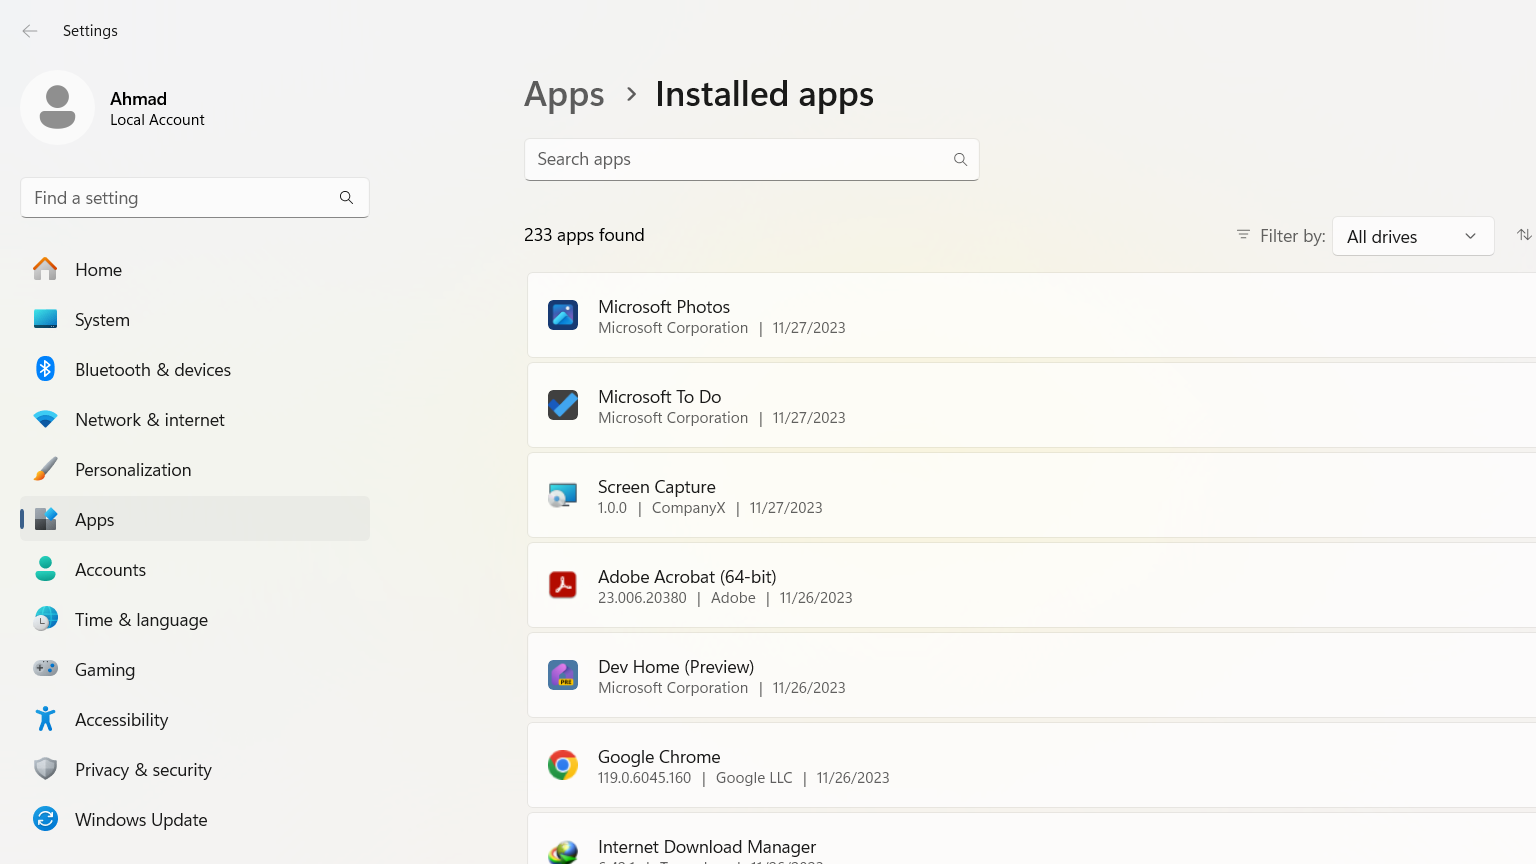 Settings
Ahmad
Local Account
Find a setting
Home
System
Bluetooth & devices
Network & internet
Personalization
Apps
Accounts
Time & language
Gaming
Accessibility
Privacy & security
Windows Update
Apps > Installed apps
Search apps
233 apps found
Filter by: All drives
Microsoft Photos
Microsoft Corporation | 11/27/2023
Microsoft To Do
Microsoft Corporation | 11/27/2023
Screen Capture
1.0.0 | CompanyX | 11/27/2023
Adobe Acrobat (64-bit)
23.006.20380 | Adobe | 11/26/2023
Dev Home (Preview)
PRE
Microsoft Corporation | 11/26/2023
Google Chrome
119.0.6045.160 | Google LLC | 11/26/2023
Internet Download Manager